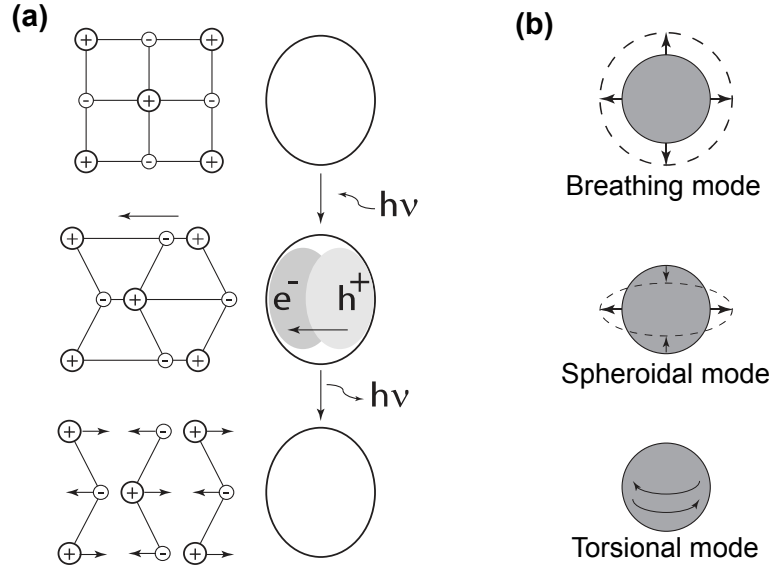 (a)
+ - +
- + -
+ - +
hν
+ - +
- + -
+ - +
e- h+
hν
+ - +
- + -
+ - +
(b)
Breathing mode
Spheroidal mode
Torsional mode